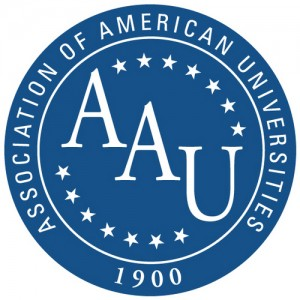 ASSOCIATION OF AMERICAN UNIVERSITIES
AAU
1900